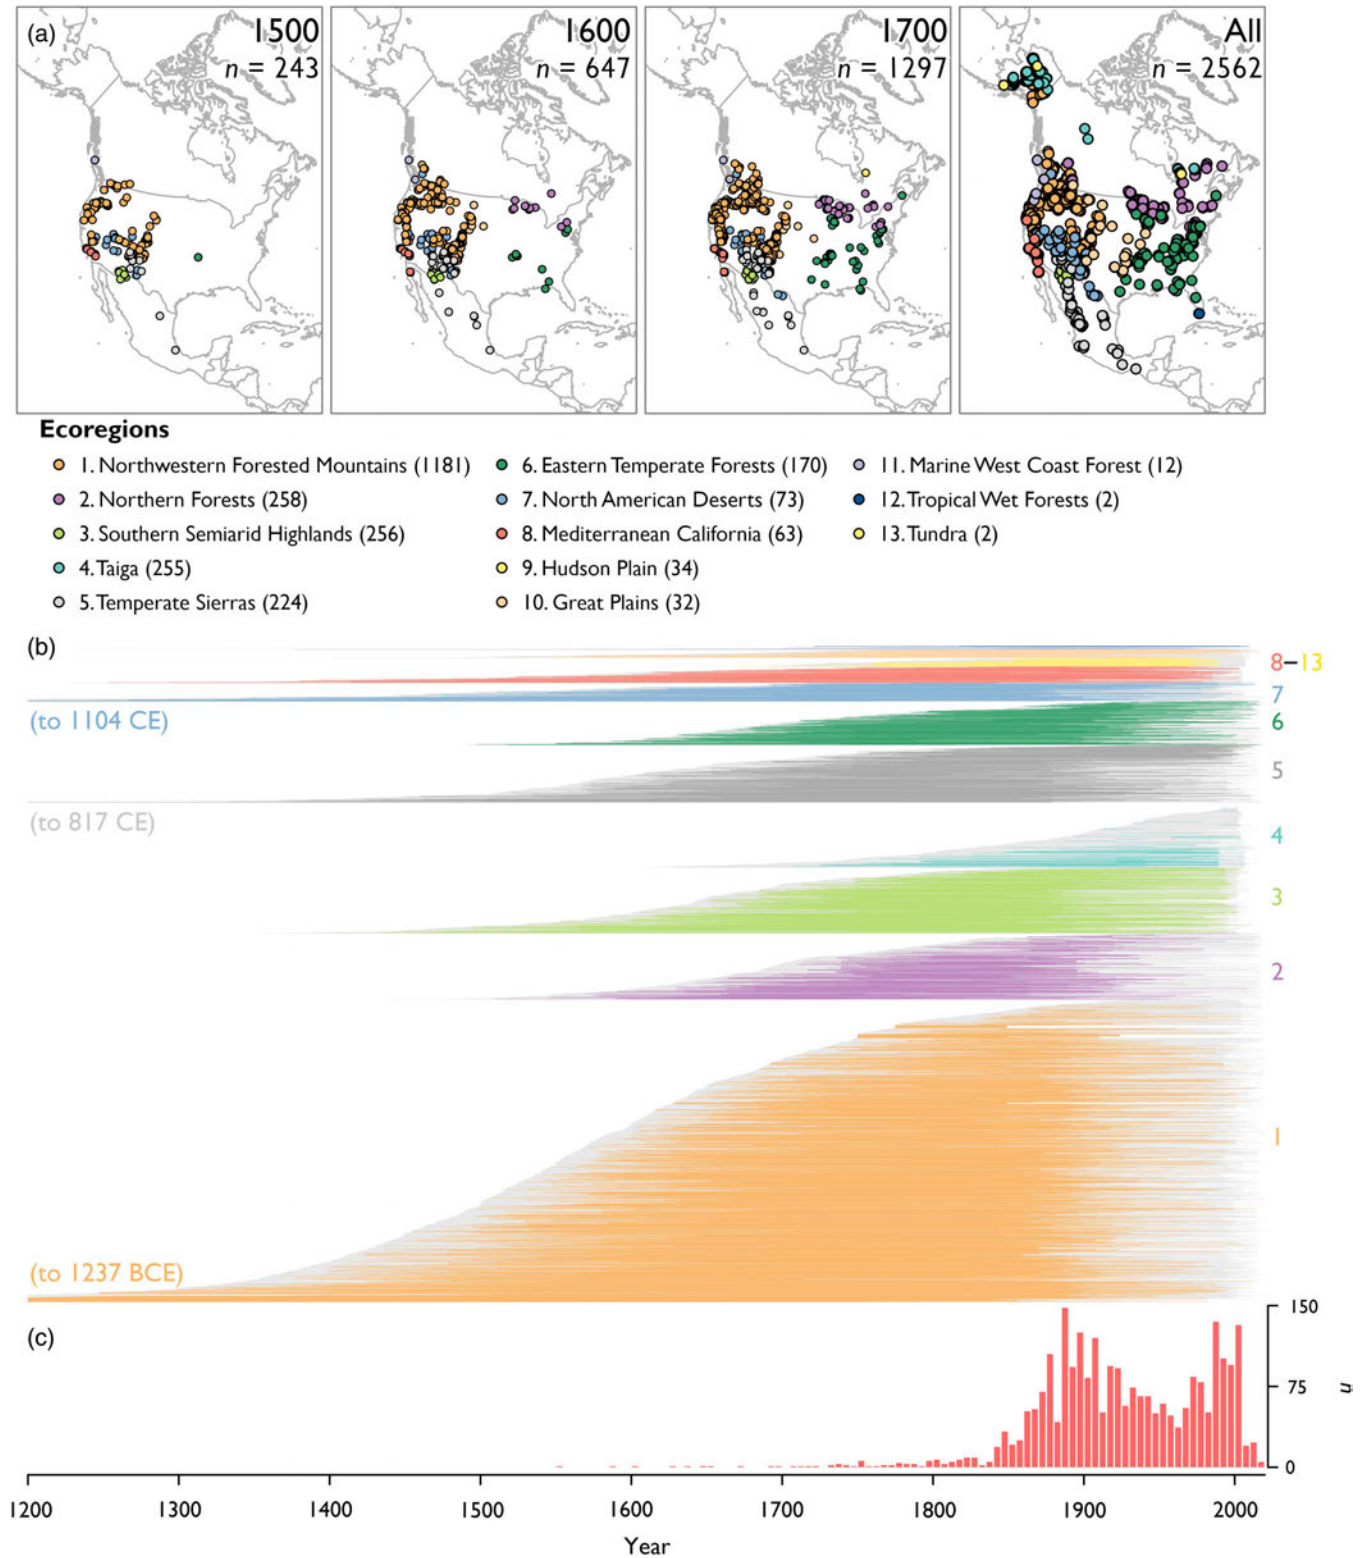 (a)
1500
n = 243
1600
n = 647
1700
n = 1297
All
n = 2562
Ecoregions
1. Northwestern Forested Mountains (1181)
2. Northern Forests (258)
3. Southern Semiarid Highlands (256)
4. Taiga (255)
5. Temperate Sierras (224)
6. Eastern Temperate Forests (170)
7. North American Deserts (73)
8. Mediterranean California (63)
9. Hudson Plain (34)
10. Great Plains (32)
11. Marine West Coast Forest (12)
12. Tropical Wet Forests (2)
13. Tundra (2)
(b)
8–13
7
(to 1104 CE)
6
5
(to 817 CE)
4
3
2
1
(to 1237 BCE)
(c)
150
75
0
n
1200 1300 1400 1500 1600 1700 1800 1900 2000
Year